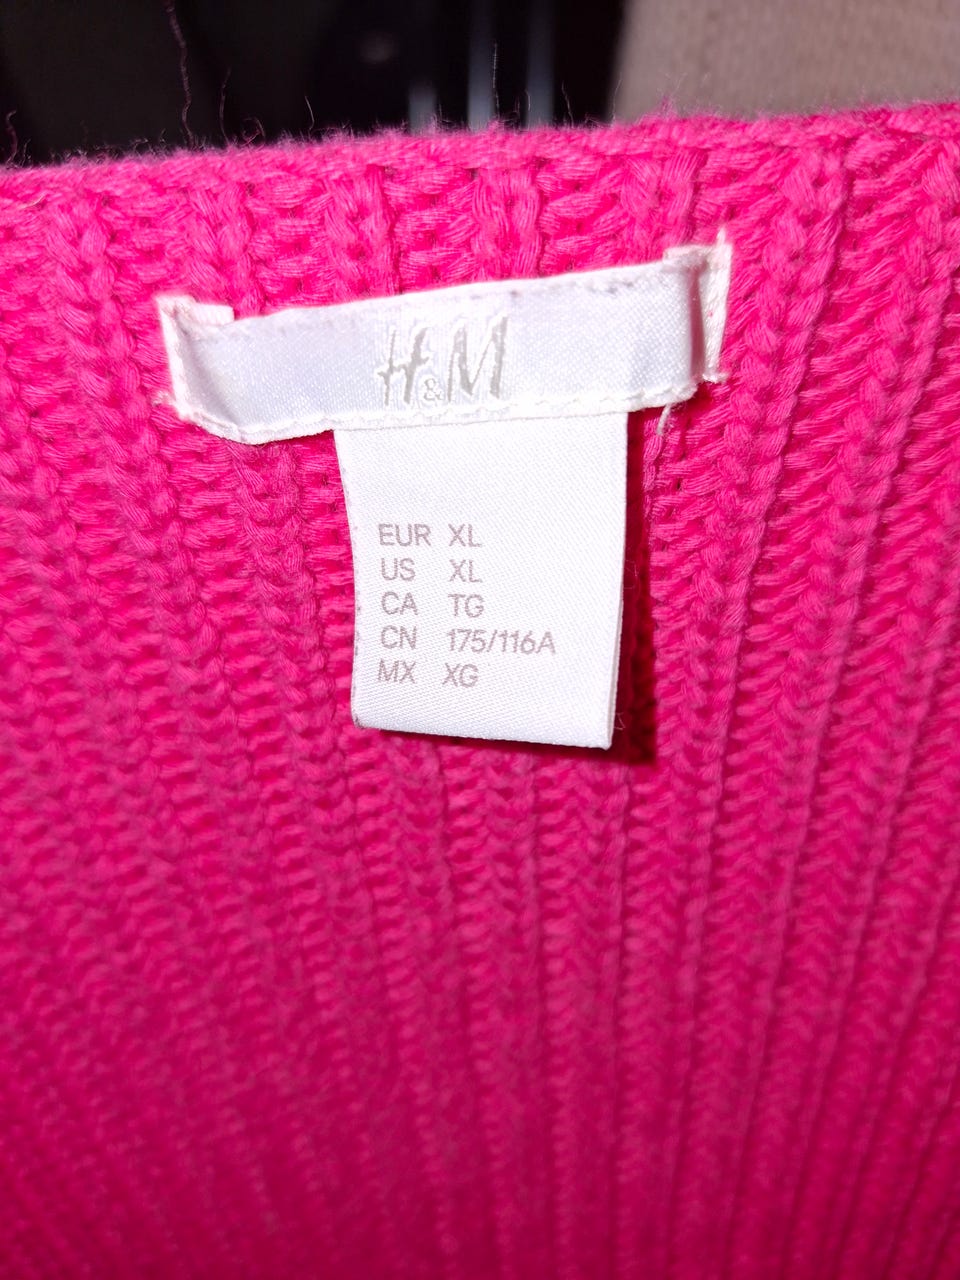 H&M
EUR XL
US XL
CA TG
CN 175/116A
MX XG